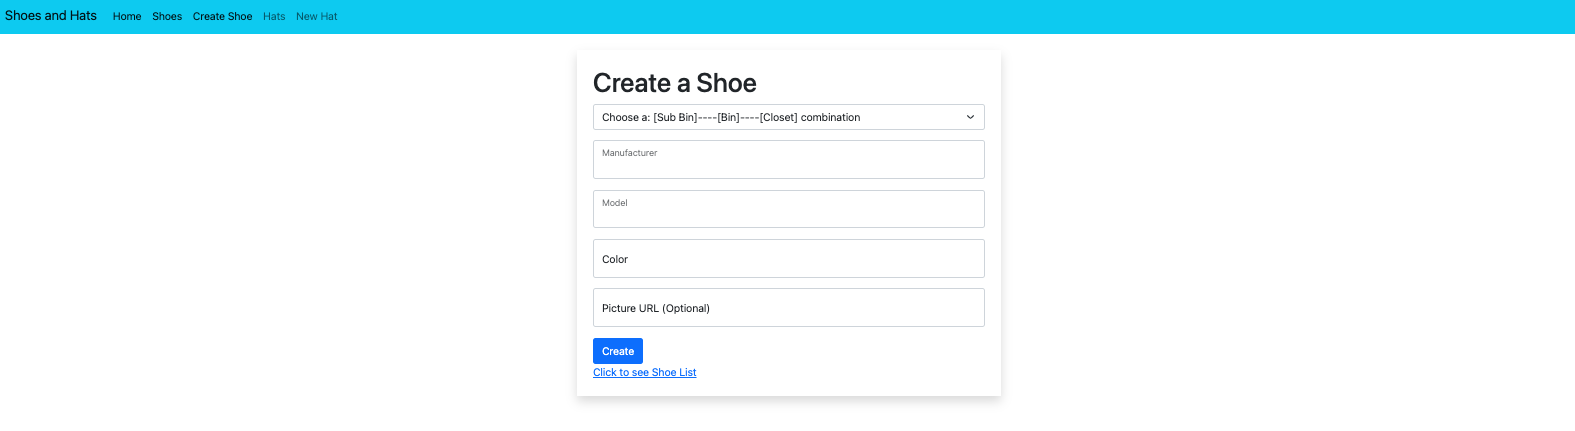 Shoes and Hats Home Shoes Create Shoe Hats New Hat
Create a Shoe
Choose a: [Sub Bin]----[Bin]----[Closet] combination
Manufacturer
Model
Color
Picture URL (Optional)
Create
Click to see Shoe List